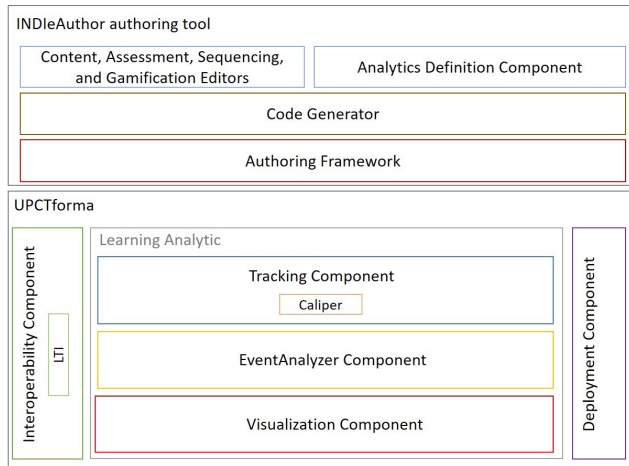 INDIeAuthor authoring tool
Content, Assessment, Sequencing,
and Gamification Editors
Analytics Definition Component
Code Generator
Authoring Framework
UPCTforma
Interoperability Component
LTI
Learning Analytic
Tracking Component
Caliper
EventAnalyzer Component
Visualization Component
Deployment Component